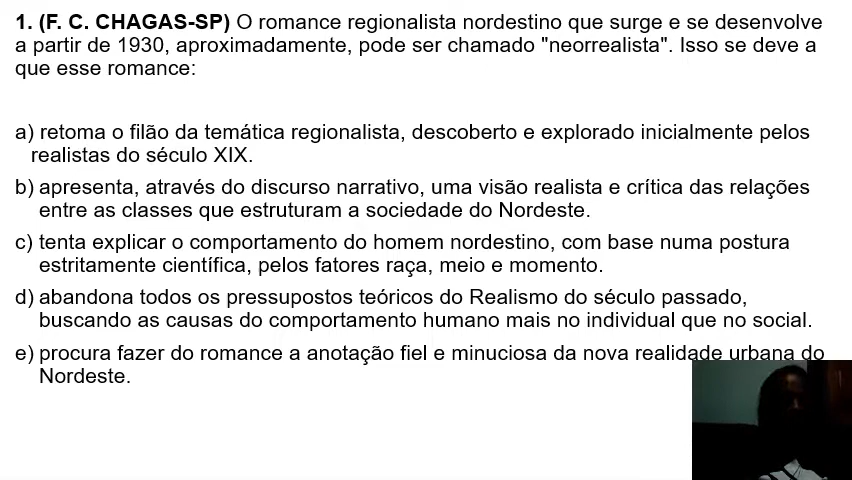 1. (F. C. CHAGAS-SP) O romance regionalista nordestino que surge e se desenvolve
a partir de 1930, aproximadamente, pode ser chamado "neorrealista". Isso se deve a
que esse romance:
a) retoma o filão da temática regionalista, descoberto e explorado inicialmente pelos
realistas do século XIX.
b) apresenta, através do discurso narrativo, uma visão realista e crítica das relações
entre as classes que estruturam a sociedade do Nordeste.
c) tenta explicar o comportamento do homem nordestino, com base numa postura
estritamente científica, pelos fatores raça, meio e momento.
d) abandona todos os pressupostos teóricos do Realismo do século passado,
buscando as causas do comportamento humano mais no individual que no social.
e) procura fazer do romance a anotação fiel e minuciosa da nova realidade urbana do
Nordeste.